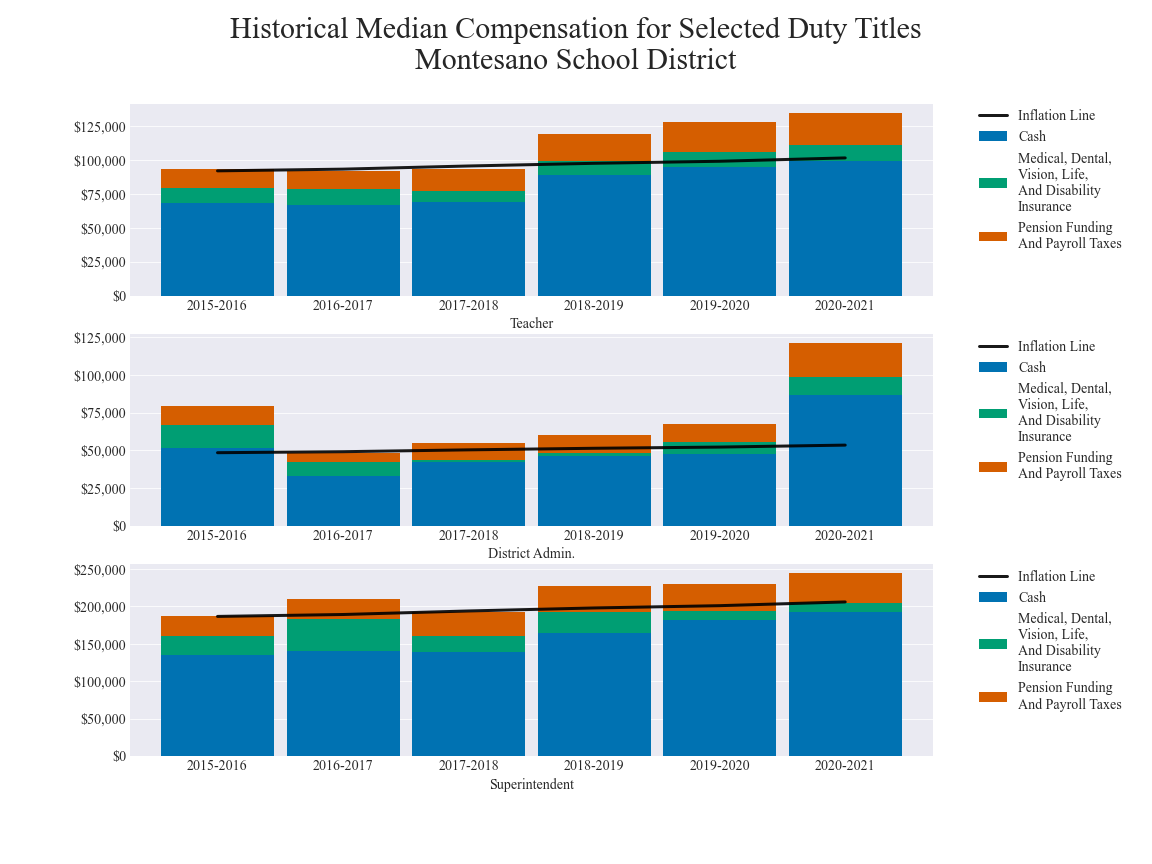 Historical Median Compensation for Selected Duty Titles
Montesano School District
$125,000
$100,000
$75,000
$50,000
$25,000
$0
2015-2016 2016-2017 2017-2018 2018-2019 2019-2020 2020-2021
Teacher
Inflation Line
Cash
Medical, Dental,
Vision, Life,
And Disability
Insurance
Pension Funding
And Payroll Taxes
$125,000
$100,000
$75,000
$50,000
$25,000
$0
2015-2016 2016-2017 2017-2018 2018-2019 2019-2020 2020-2021
District Admin.
Inflation Line
Cash
Medical, Dental,
Vision, Life,
And Disability
Insurance
Pension Funding
And Payroll Taxes
$250,000
$200,000
$150,000
$100,000
$50,000
$0
2015-2016 2016-2017 2017-2018 2018-2019 2019-2020 2020-2021
Superintendent
Inflation Line
Cash
Medical, Dental,
Vision, Life,
And Disability
Insurance
Pension Funding
And Payroll Taxes